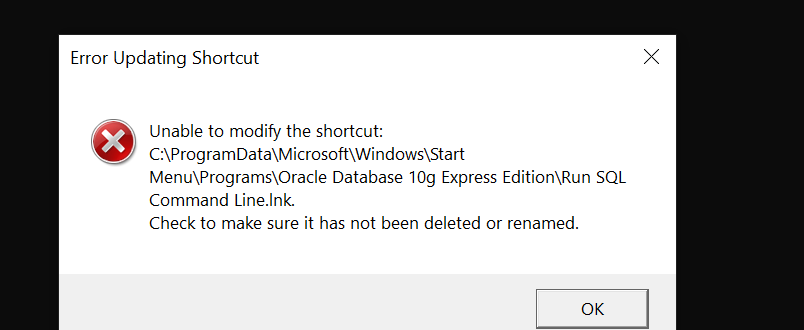 Error Updating Shortcut
Unable to modify the shortcut:
C:\ProgramData\Microsoft\Windows\Start
Menu\Programs\Oracle Database 10g Express Edition\Run SQL
Command Line.lnk.
Check to make sure it has not been deleted or renamed.
OK